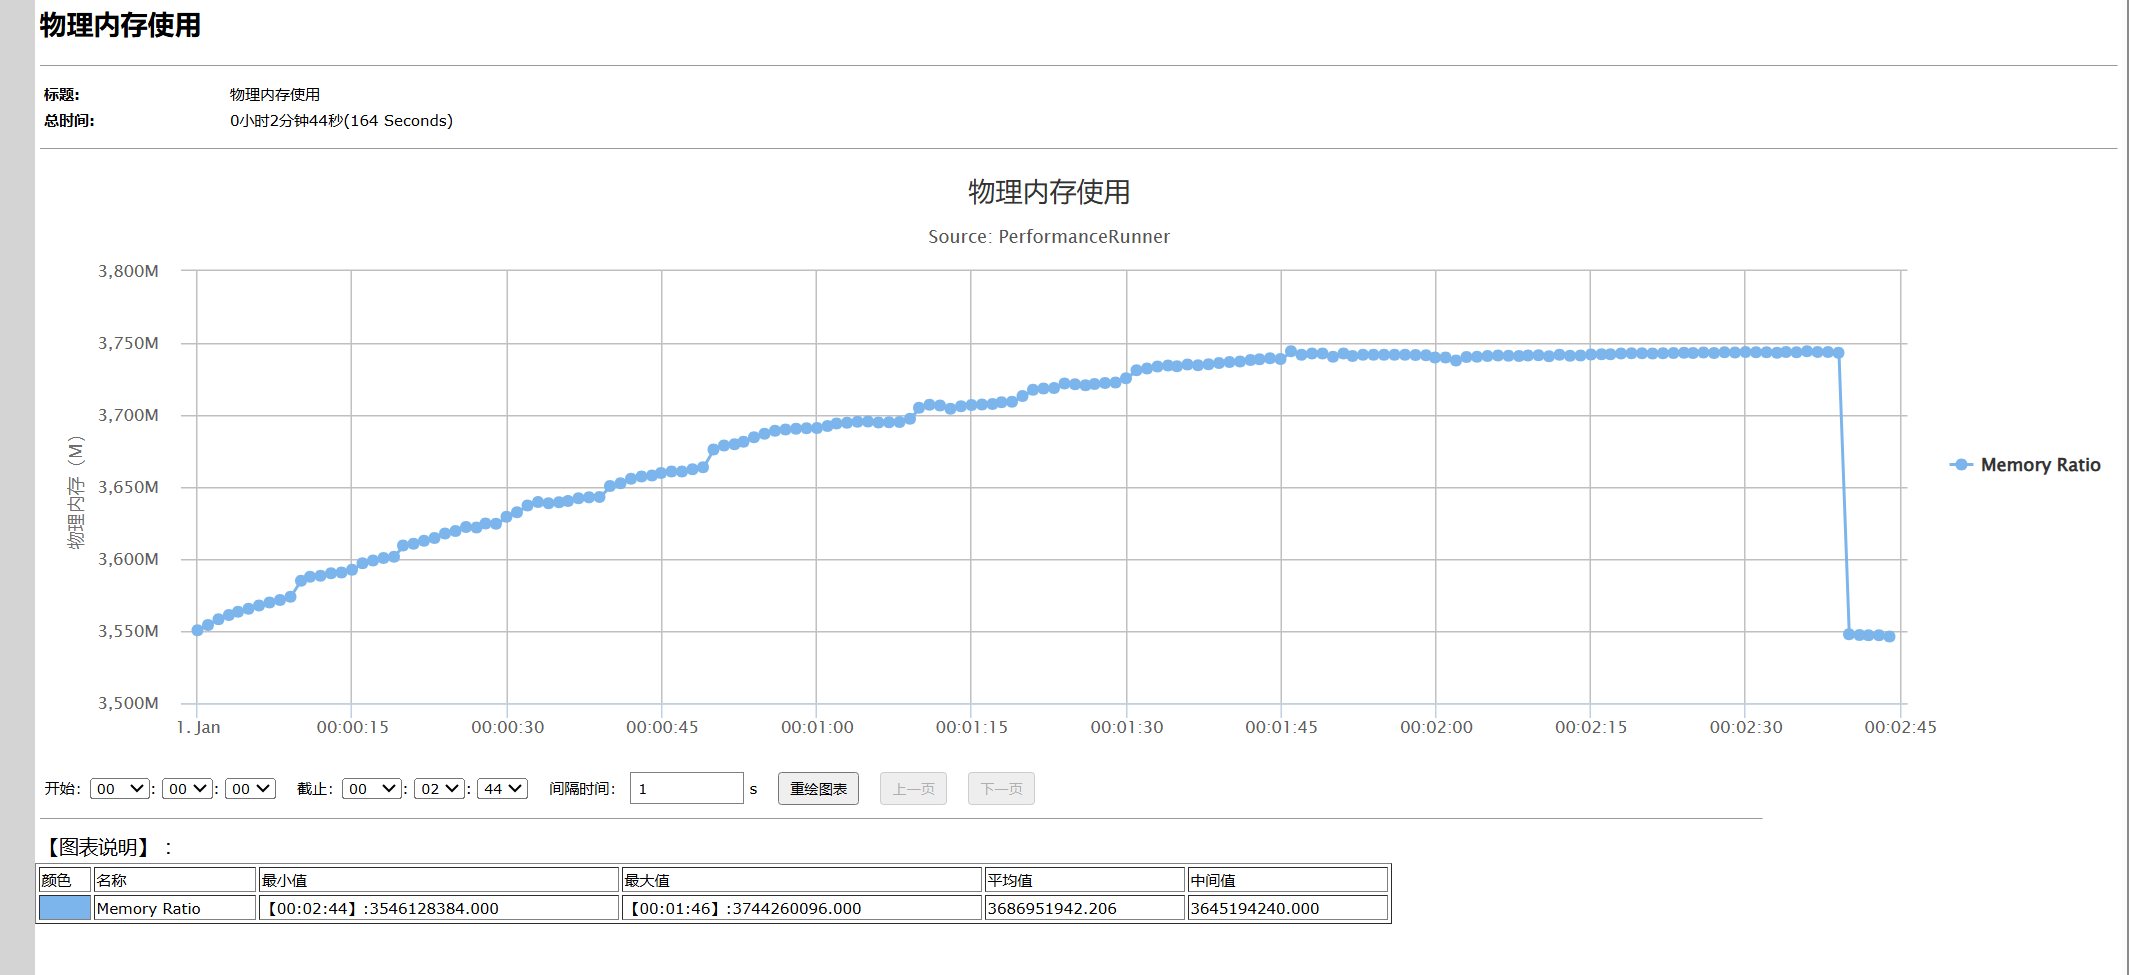 物理内存使用
标题: 物理内存使用
总时间: 0小时2分钟44秒(164 Seconds)
物理内存使用
Source: PerformanceRunner
3,800M
3,750M
3,700M
3,650M
3,600M
3,550M
3,500M
物理内存（M）
Memory Ratio
1. Jan 00:00:15 00:00:30 00:00:45 00:01:00 00:01:15 00:01:30 00:01:45 00:02:00 00:02:15 00:02:30 00:02:45
开始: 00 : 00 : 00 截止: 00 : 02 : 44 间隔时间: 1 s 重绘图表 上一页 下一页
【图表说明】：
颜色 名称 最小值 最大值 平均值 中间值
Memory Ratio 【00:02:44】:3546128384.000 【00:01:46】:3744260096.000 3686951942.206 3645194240.000